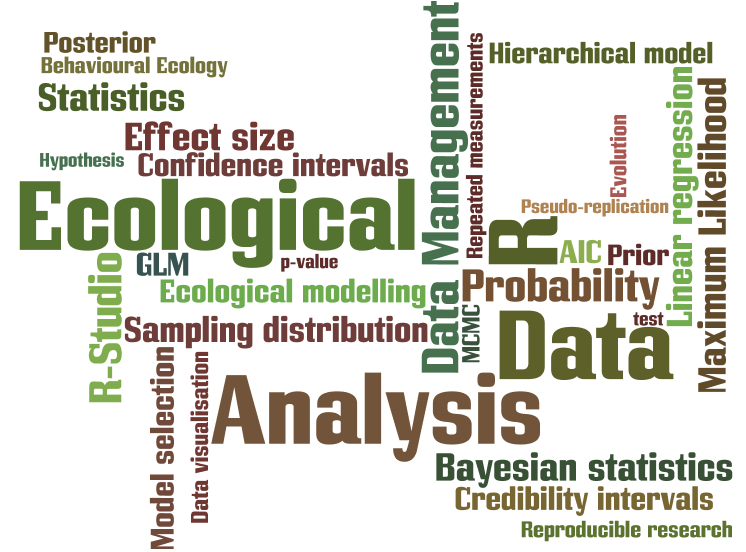 Posterior
Behavioural Ecology
Statistics
Effect size
Hypothesis
Confidence intervals
Ecological
GLM
p-value
Ecological modelling
R-Studio
Sampling distribution
Model selection
Data visualisation
Analysis
Data Management
Repeated measurements
Hierarchical model
Evolution
Pseudo-replication
R
AIC
Prior
Linear regression
Maximum Likelihood
Probability
MCMC
test
Data
Bayesian statistics
Credibility intervals
Reproducible research